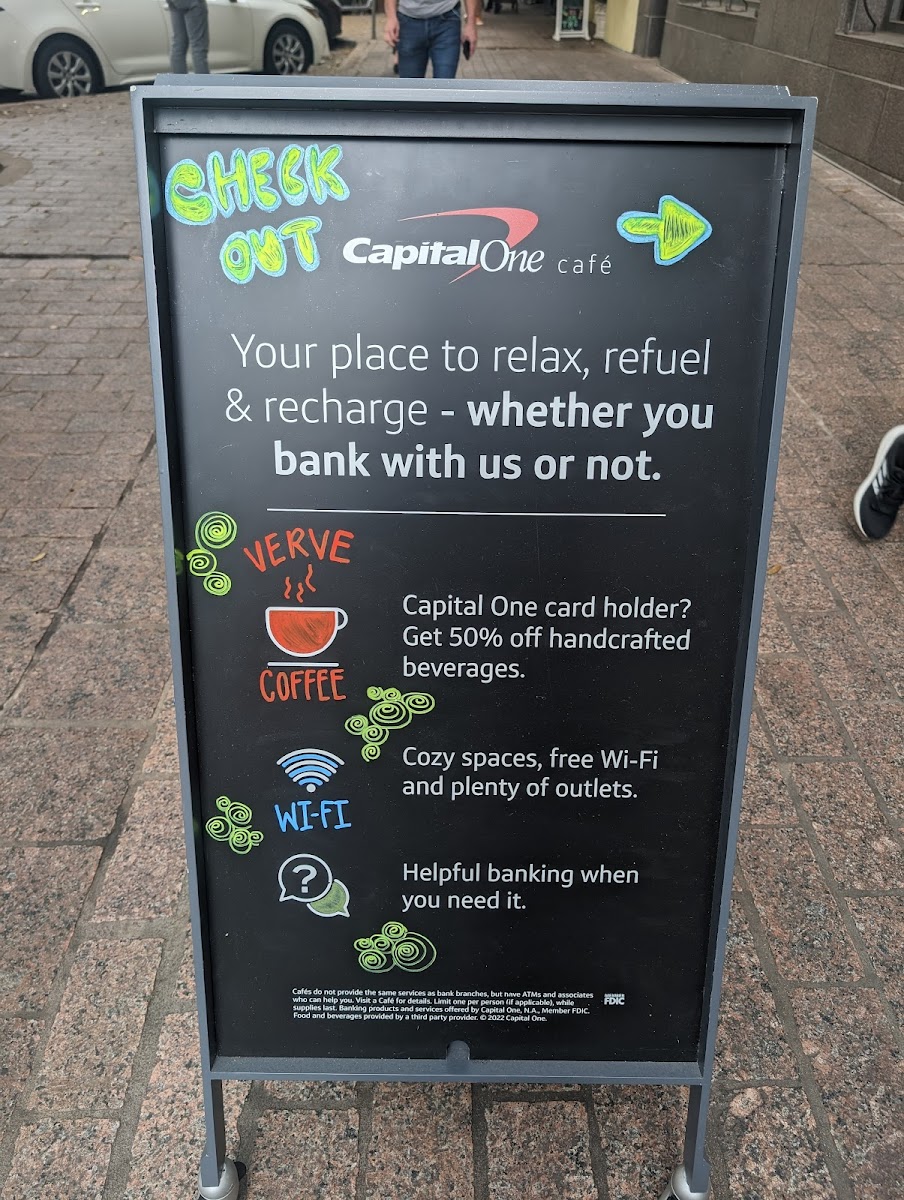 CHECK
OUT
CapitalOne café
Your place to relax, refuel
& recharge - whether you
bank with us or not.
VERVE
COFFEE
Capital One card holder?
Get 50% off handcrafted
beverages.
WI-FI
Cozy spaces, free Wi-Fi
and plenty of outlets.
?
Helpful banking when
you need it.
Cafés do not provide the same services as bank branches, but have ATMs and associates
who can help you. Visit a Café for details. Limit one per person (if applicable), while
supplies last. Banking products and services offered by Capital One, N.A., Member FDIC.
Food and beverages provided by a third party provider. © 2022 Capital One.
MEMBER
FDIC